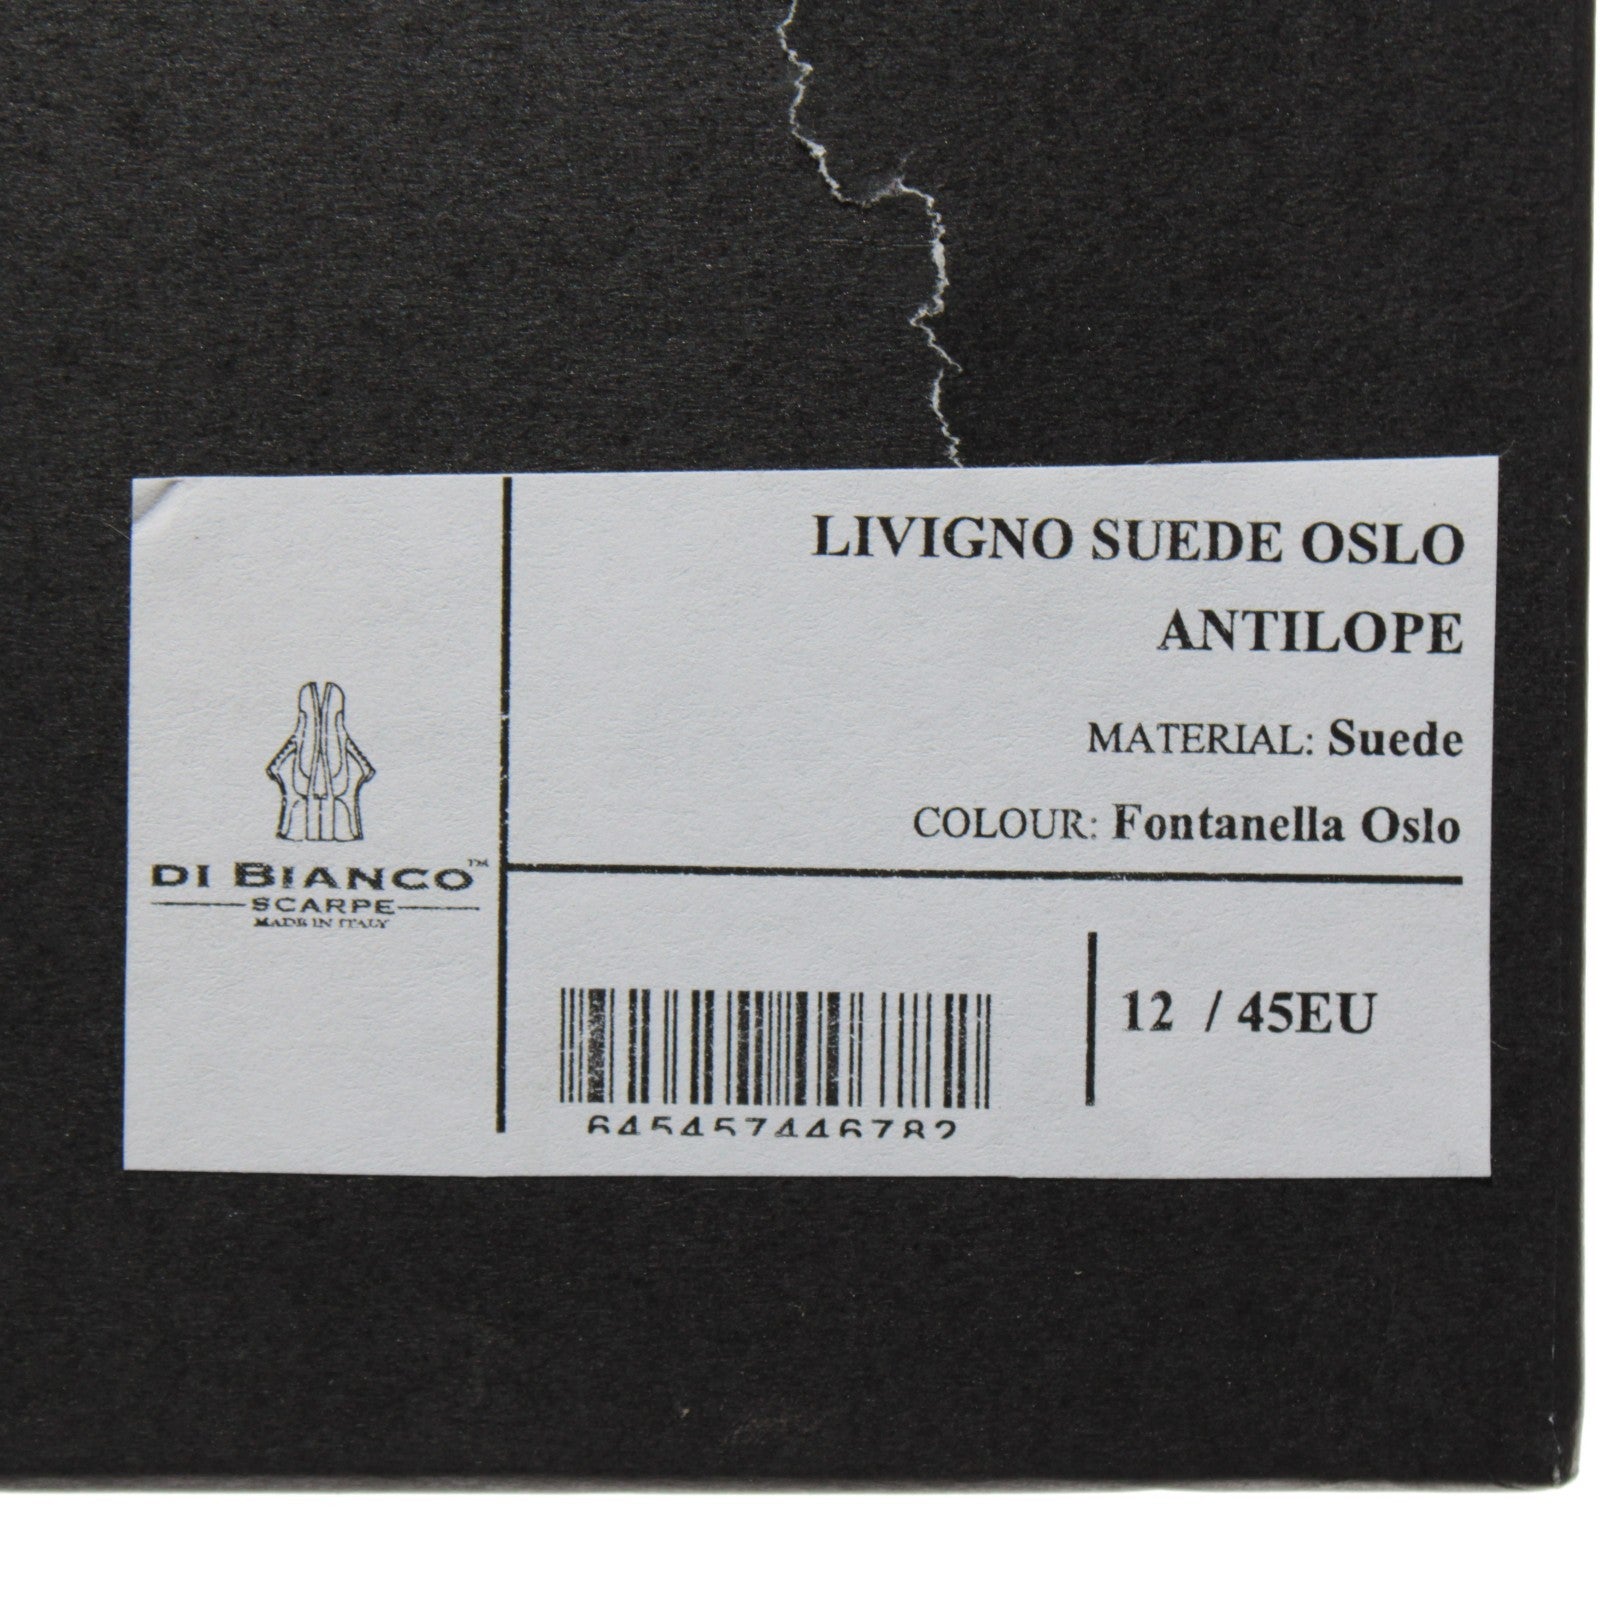 LIVIGNO SUEDE OSLO
ANTILOPE
MATERIAL: Suede
COLOUR: Fontanella Oslo
DI BIANCO™
SCARPE
MADE IN ITALY
12 / 45EU
645457446782